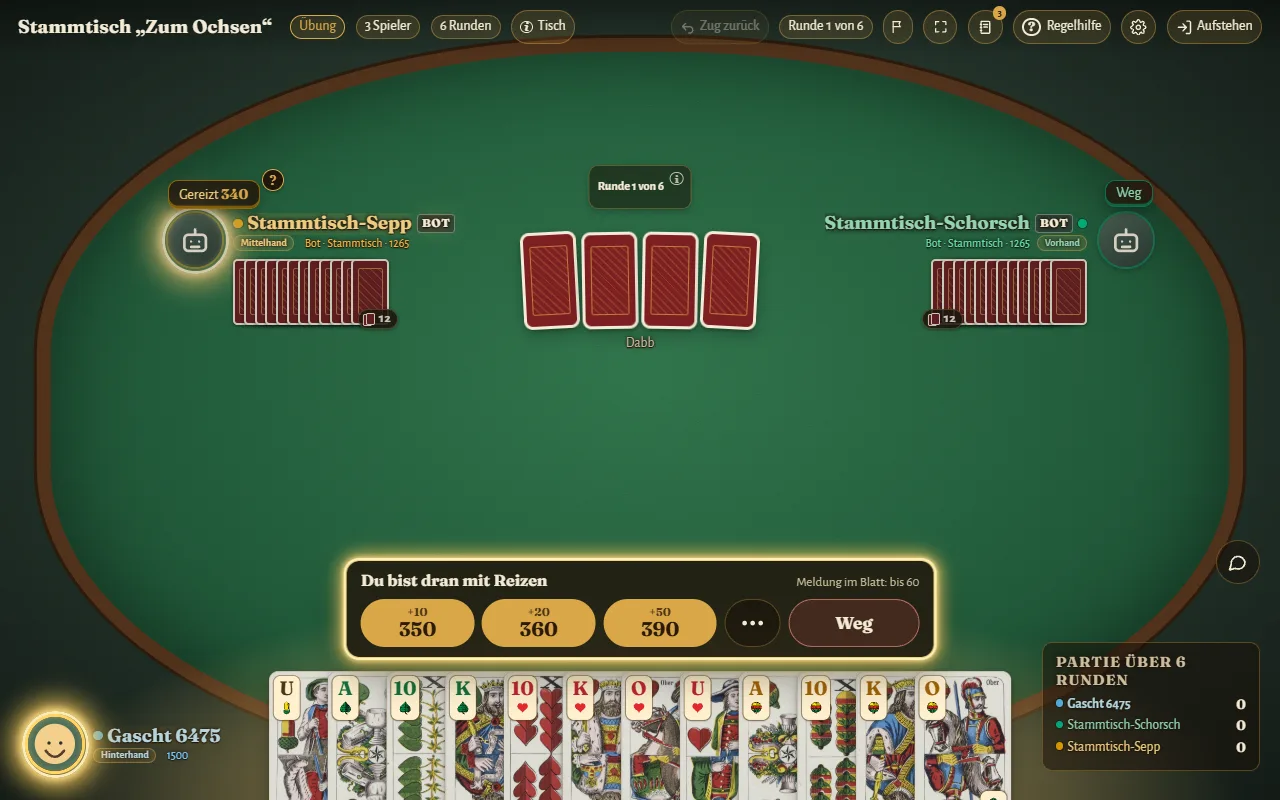 Stammtisch „Zum Ochsen“
Übung
3 Spieler
6 Runden
Tisch
Zug zurück
Runde 1 von 6
3
Regelhilfe
Aufstehen
Gereizt 340
?
Stammtisch-Sepp BOT
Mittelhand
Bot · Stammtisch · 1265
12
Runde 1 von 6
Dabb
Weg
Stammtisch-Schorsch BOT
Bot · Stammtisch · 1265
Vorhand
12
Du bist dran mit Reizen
Meldung im Blatt: bis 60
+10
350
+20
360
+50
390
Weg
U A 10 K 10 K O U A 10 K O
Ober
Ober
Gascht 6475
Hinterhand
1500
PARTIE ÜBER 6 RUNDEN
Gascht 6475 0
Stammtisch-Schorsch 0
Stammtisch-Sepp 0